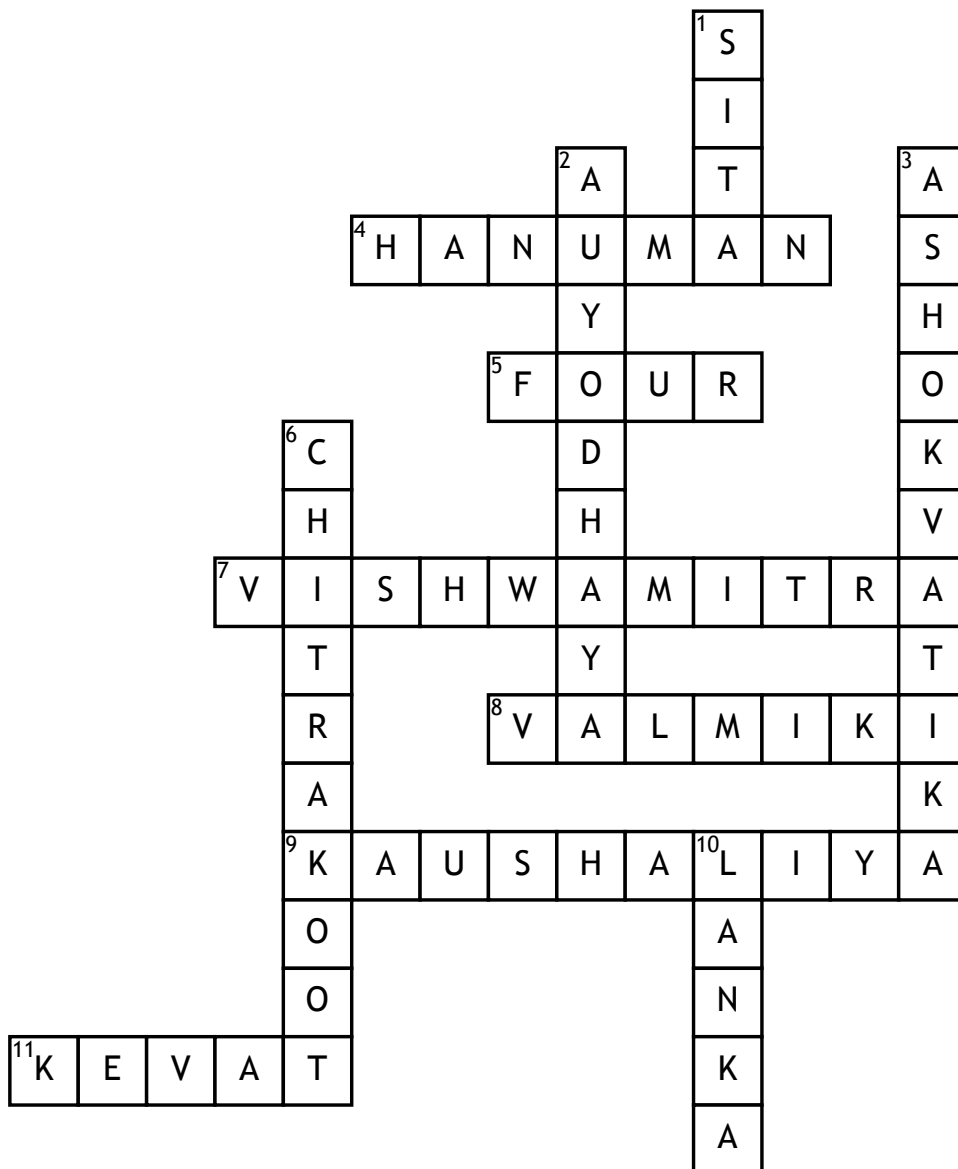 1 S
I
2 A T 3 A
4 H A N U M A N S
Y H
5 F O U R O
6 C D K
H H V
7 V I S H W A M I T R A
T Y T
R 8 V A L M I K I
A K
9 K A U S H A 10 L I Y A
O A
O N
11 K E V A T K
A